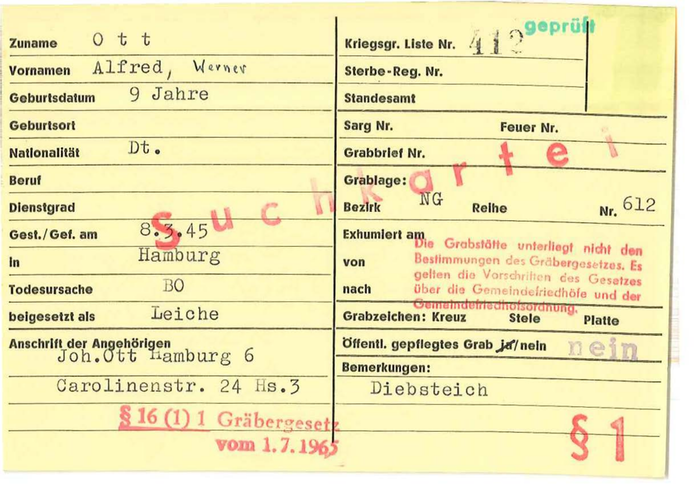 geprüft
Zuname Ott
Vornamen Alfred, Werner
Geburtsdatum 9 Jahre
Geburtsort
Nationalität Dt.
Beruf
Dienstgrad
Gest./Gef. am 8.3.45
in Hamburg
Todesursache BO
beigesetzt als Leiche
Anschrift der Angehörigen
Joh.Ott Hamburg 6
Carolinenstr. 24 Hs.3
§ 16 (1) 1 Gräbergesetz
vom 1.7.1965
Suchkartei
Kriegsgr. Liste Nr. 412
Sterbe-Reg. Nr.
Standesamt
Sarg Nr. Feuer Nr.
Grabbrief Nr.
Grablage:
Bezirk NG Reihe Nr. 612
Exhumiert am
von
nach
Die Grabstätte unterliegt nicht den
Bestimmungen des Gräbergesetzes. Es
gelten die Vorschriften des Gesetzes
über die Gemeindefriedhöfe und der
Gemeindefriedhofsordnung.
Grabzeichen: Kreuz Stele Platte
Öffentl. gepflegtes Grab ja/nein nein
Bemerkungen:
Diebsteich
§ 1